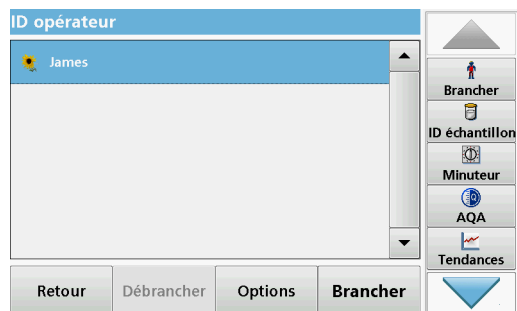 ID opérateur
James
Retour
Débrancher
Options
Brancher
Brancher
ID échantillon
Minuteur
AQA
Tendances